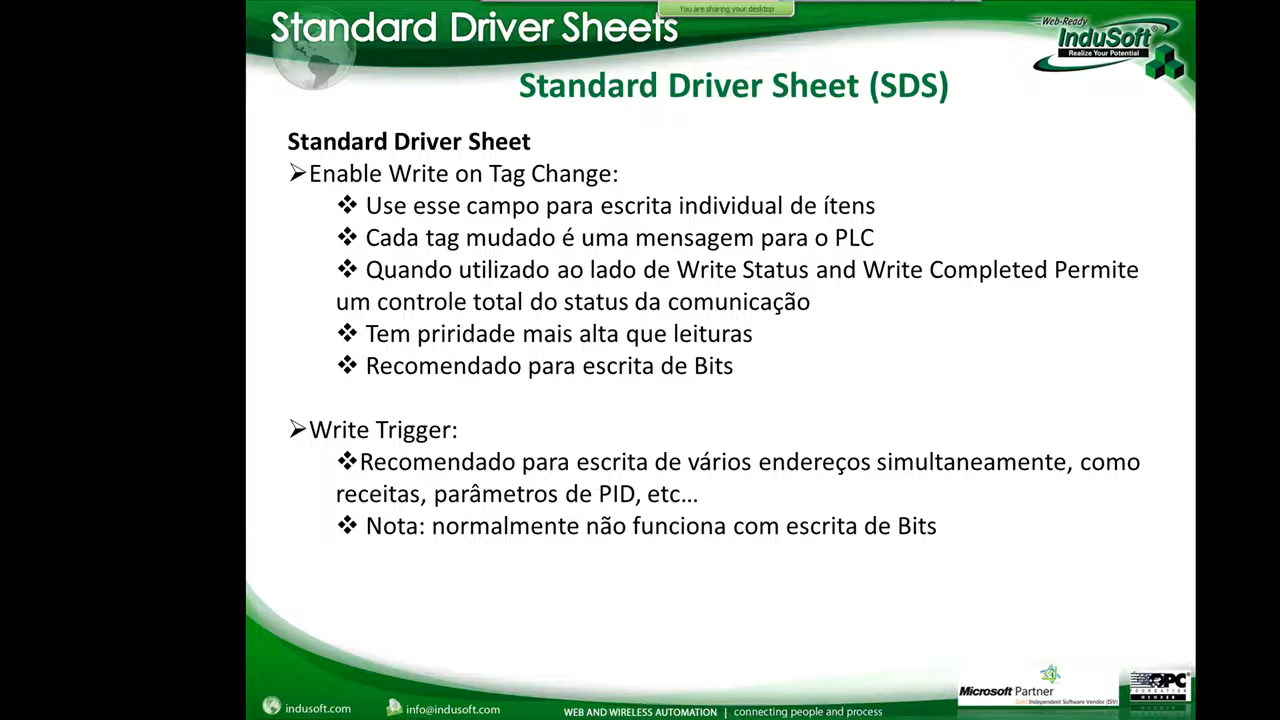 You are sharing your desktop
Standard Driver Sheets
Web-Ready
InduSoft
Realize Your Potential
Standard Driver Sheet (SDS)
Standard Driver Sheet
➢Enable Write on Tag Change:
❖ Use esse campo para escrita individual de ítens
❖ Cada tag mudado é uma mensagem para o PLC
❖ Quando utilizado ao lado de Write Status and Write Completed Permite
um controle total do status da comunicação
❖ Tem priridade mais alta que leituras
❖ Recomendado para escrita de Bits
➢Write Trigger:
❖Recomendado para escrita de vários endereços simultaneamente, como
receitas, parâmetros de PID, etc…
❖ Nota: normalmente não funciona com escrita de Bits
indusoft.com
info@indusoft.com
WEB AND WIRELESS AUTOMATION | connecting people and process
Microsoft Partner
Gold Independent Software Vendor (ISV)
OPC
FOUNDATION
MEMBER